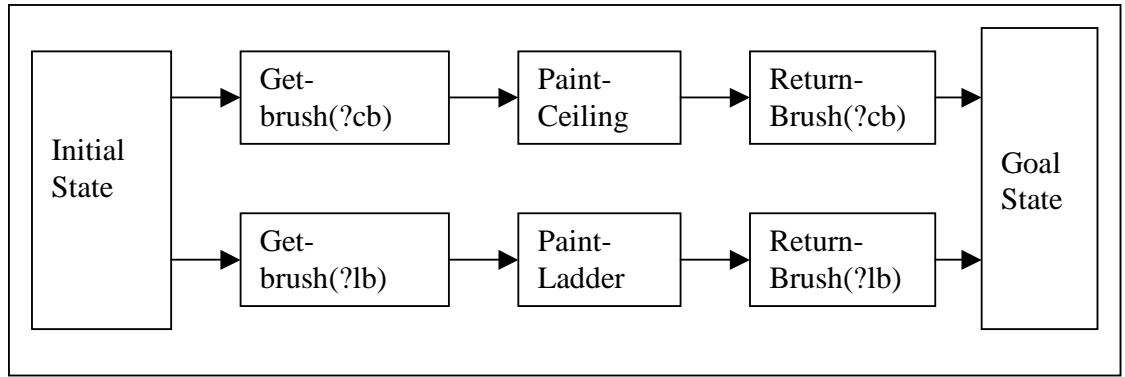 Initial
State
Get-
brush(?cb)
Paint-
Ceiling
Return-
Brush(?cb)
Get-
brush(?lb)
Paint-
Ladder
Return-
Brush(?lb)
Goal
State